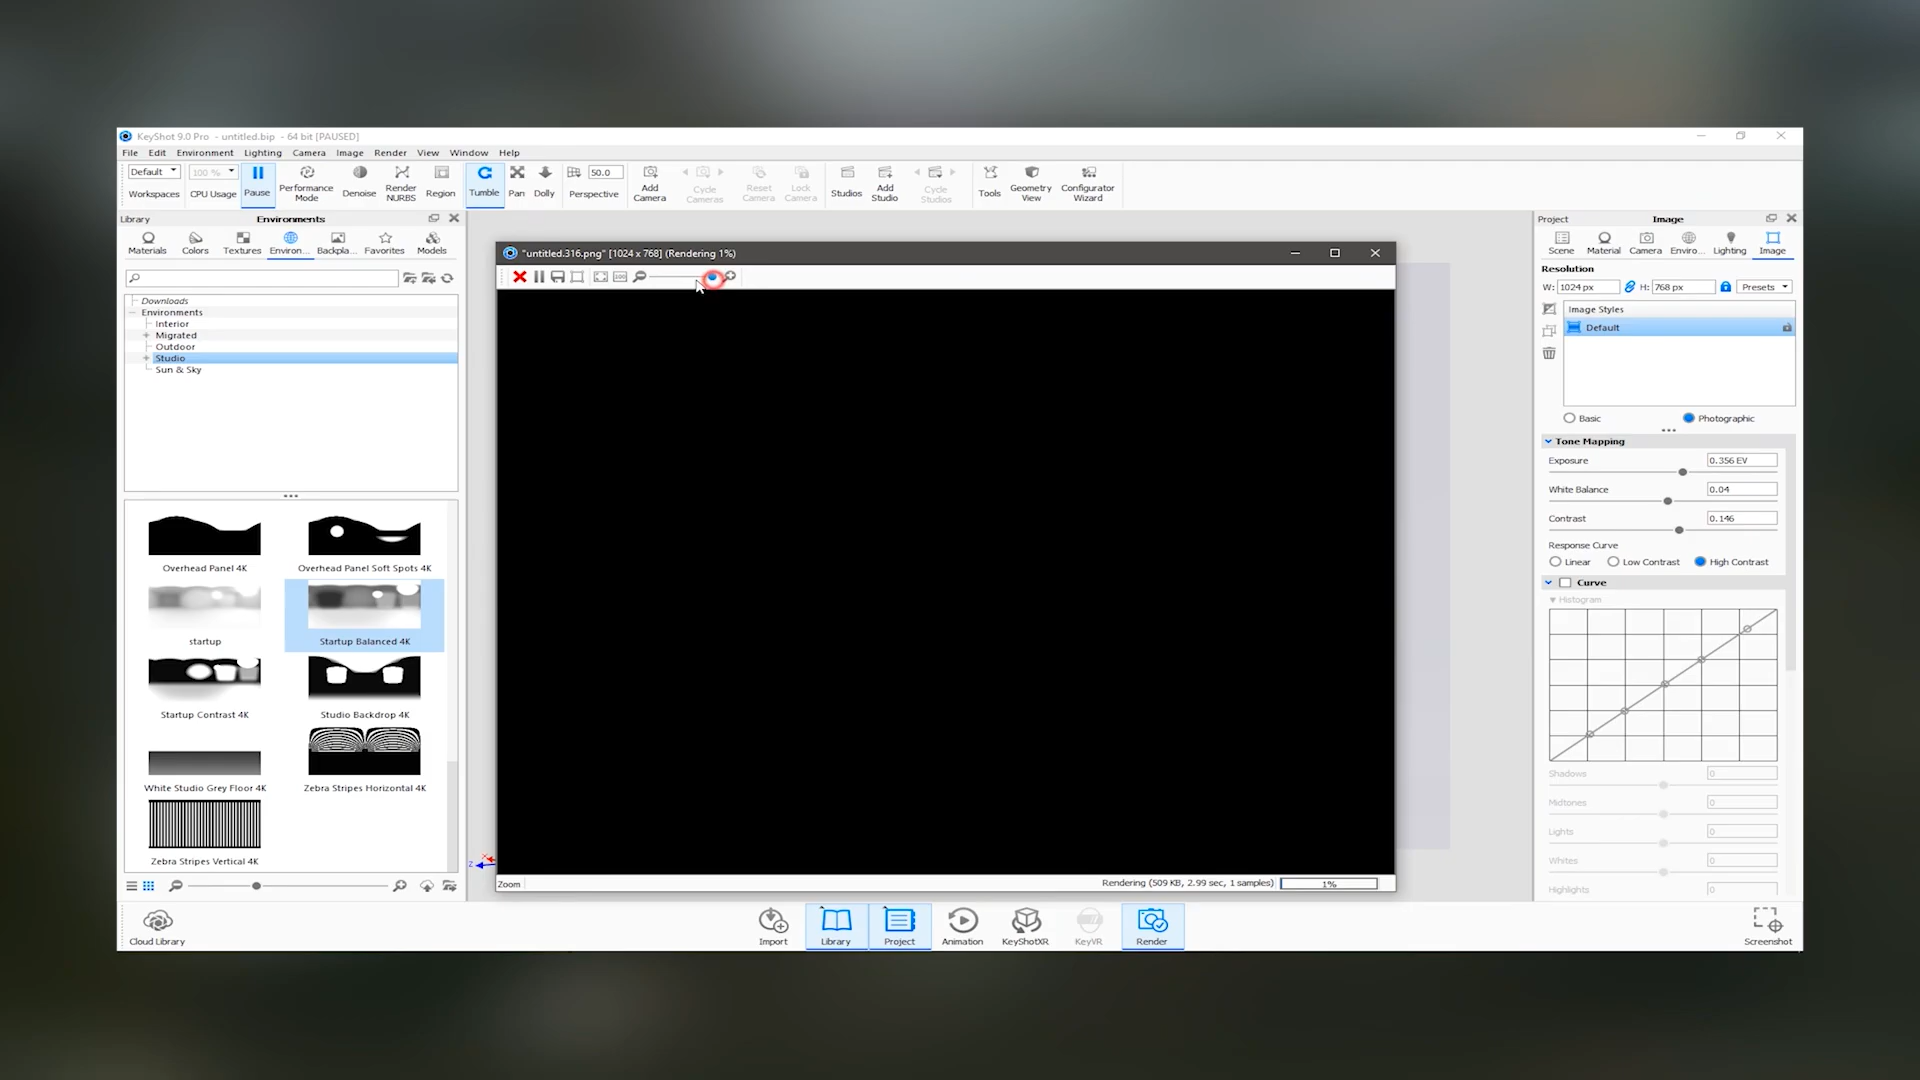 KeyShot 9.0 Pro - untitled.bip - 64 bit [PAUSED]
File Edit Environment Lighting Camera Image Render View Window Help
Default 100 % 50.0
Workspaces CPU Usage Pause Performance Mode Denoise Render NURBS Region Tumble Pan Dolly Perspective Add Camera Cycle Cameras Reset Camera Lock Camera Studios Add Studio Cycle Studios Tools Geometry View Configurator Wizard
Library Environments
Materials Colors Textures Environ... Backpla... Favorites Models
Downloads
Environments
Interior
Migrated
Outdoor
Studio
Sun & Sky
Overhead Panel 4K Overhead Panel Soft Spots 4K
startup Startup Balanced 4K
Startup Contrast 4K Studio Backdrop 4K
White Studio Grey Floor 4K Zebra Stripes Horizontal 4K
Zebra Stripes Vertical 4K
"untitled.316.png" [1024 x 768] (Rendering 1%)
100
Z X
Zoom Rendering (509 KB, 2.99 sec, 1 samples) 1%
Project Image
Scene Material Camera Enviro... Lighting Image
Resolution
W: 1024 px H: 768 px Presets
Image Styles
Default
Basic Photographic
Tone Mapping
Exposure 0.356 EV
White Balance 0.04
Contrast 0.146
Response Curve
Linear Low Contrast High Contrast
Curve
Histogram
Shadows 0
Midtones 0
Lights 0
Whites 0
Highlights 0
Cloud Library Import Library Project Animation KeyShotXR KeyVR Render Screenshot